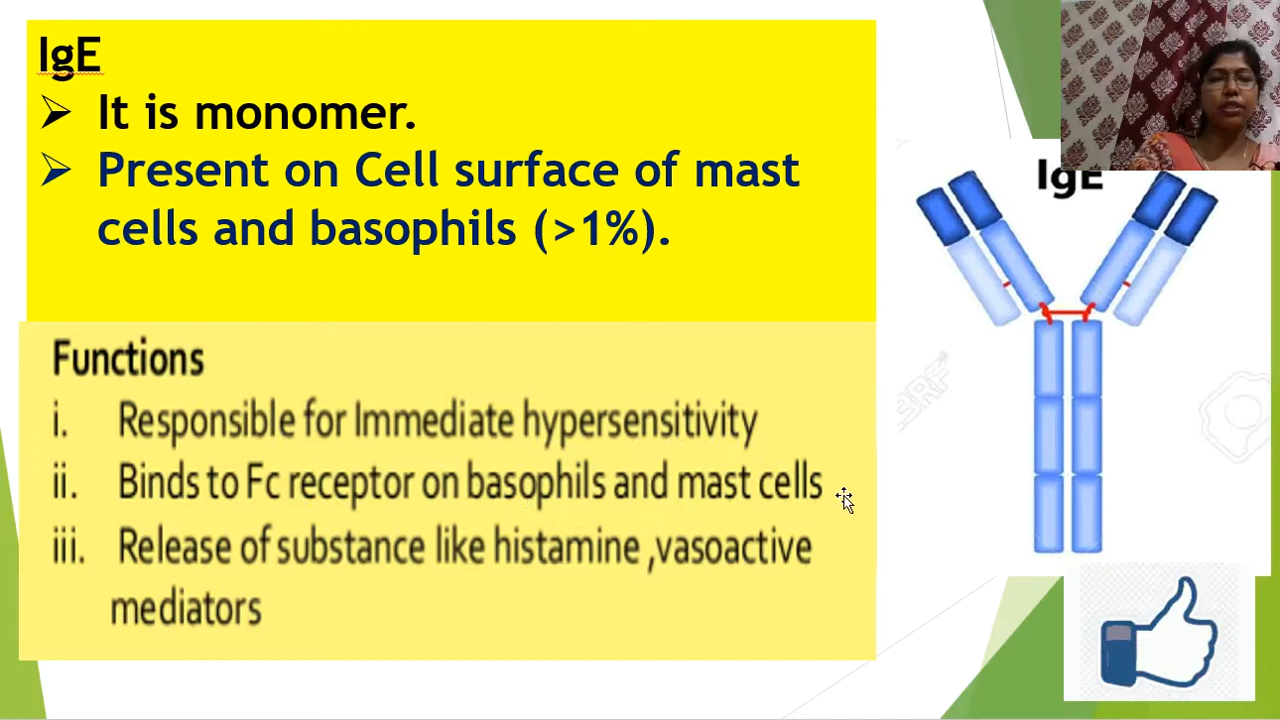 IgE
➢ It is monomer.
➢ Present on Cell surface of mast
cells and basophils (>1%).
IgE
Functions
i. Responsible for Immediate hypersensitivity
ii. Binds to Fc receptor on basophils and mast cells
iii. Release of substance like histamine ,vasoactive
mediators